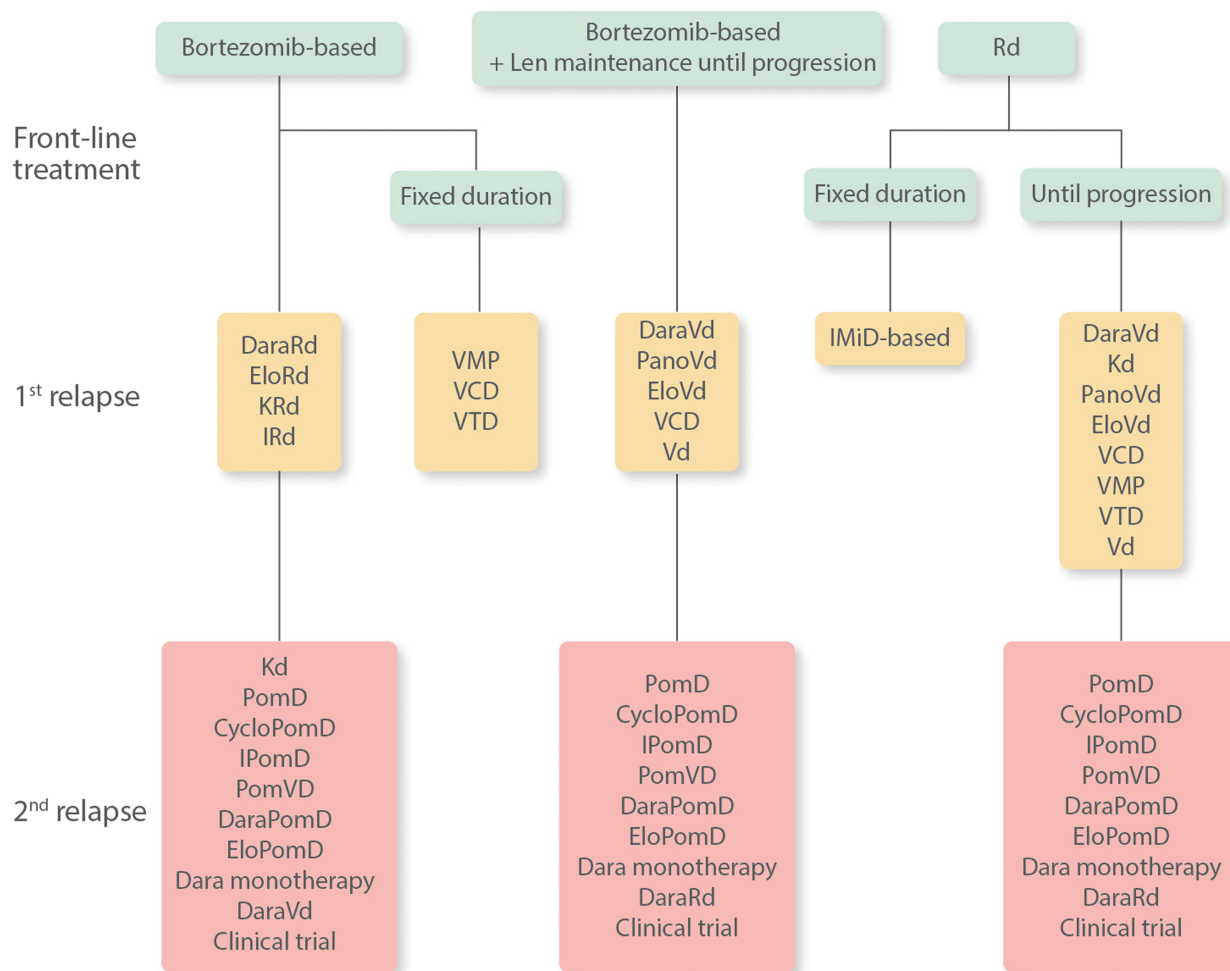 Bortezomib-based
Bortezomib-based
+ Len maintenance until progression
Rd
Front-line
treatment
Fixed duration
Fixed duration
Until progression
1st relapse
DaraRd
EloRd
KRd
IRd
VMP
VCD
VTD
DaraVd
PanoVd
EloVd
VCD
Vd
IMiD-based
DaraVd
Kd
PanoVd
EloVd
VCD
VMP
VTD
Vd
2nd relapse
Kd
PomD
CycloPomD
IPomD
PomVD
DaraPomD
EloPomD
Dara monotherapy
DaraVd
Clinical trial
PomD
CycloPomD
IPomD
PomVD
DaraPomD
EloPomD
Dara monotherapy
DaraRd
Clinical trial
PomD
CycloPomD
IPomD
PomVD
DaraPomD
EloPomD
Dara monotherapy
DaraRd
Clinical trial